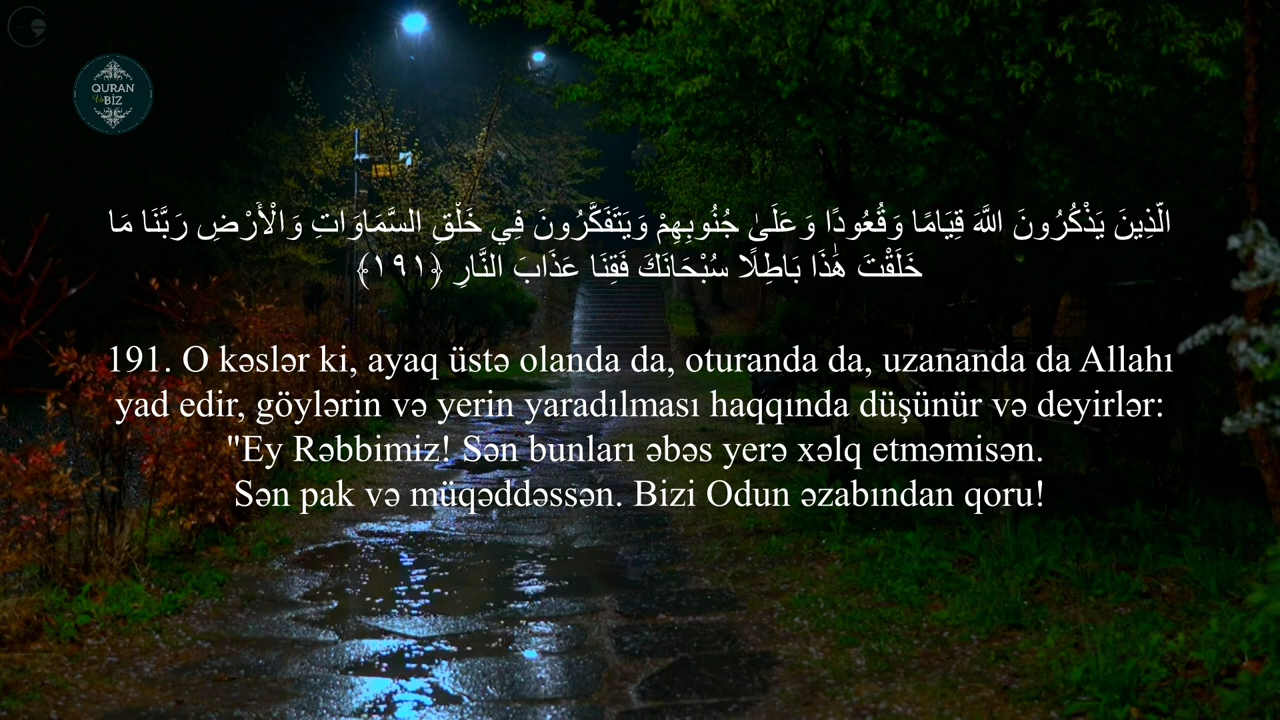 QURAN
Və
BİZ
الَّذِينَ يَذْكُرُونَ اللَّهَ قِيَامًا وَقُعُودًا وَعَلَىٰ جُنُوبِهِمْ وَيَتَفَكَّرُونَ فِي خَلْقِ السَّمَاوَاتِ وَالْأَرْضِ رَبَّنَا مَا
خَلَقْتَ هَٰذَا بَاطِلًا سُبْحَانَكَ فَقِنَا عَذَابَ النَّارِ ﴿١٩١﴾
191. O kəslər ki, ayaq üstə olanda da, oturanda da, uzananda da Allahı
yad edir, göylərin və yerin yaradılması haqqında düşünür və deyirlər:
"Ey Rəbbimiz! Sən bunları əbəs yerə xəlq etməmisən.
Sən pak və müqəddəssən. Bizi Odun əzabından qoru!